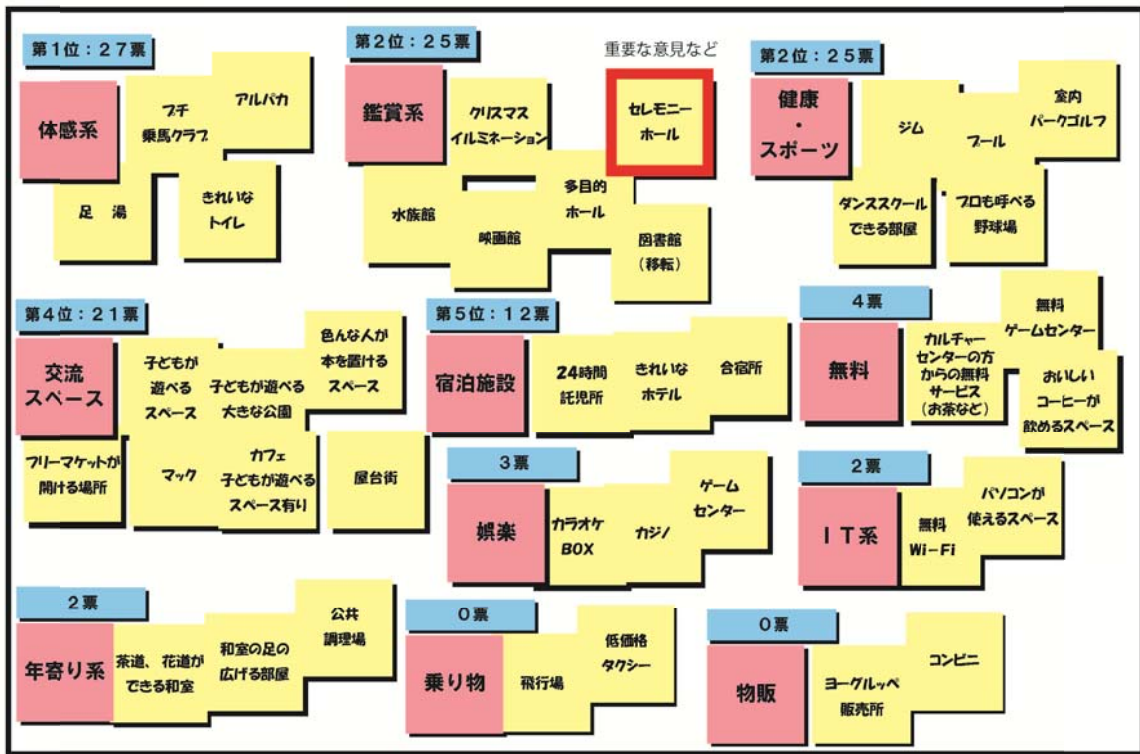 第1位：27票
体感系
プチ
乗馬クラブ
アルパカ
足　湯
きれいな
トイレ
第2位：25票
鑑賞系
クリスマス
イルミネーション
重要な意見など
セレモニー
ホール
水族館
映画館
多目的
ホール
図書館
（移転）
第2位：25票
健康
・
スポーツ
ジム
プール
室内
パークゴルフ
ダンススクール
できる部屋
プロも呼べる
野球場
第4位：21票
交流
スペース
子どもが
遊べる
スペース
子どもが遊べる
大きな公園
色んな人が
本を置ける
スペース
フリーマケットが
開ける場所
マック
カフェ
子どもが遊べる
スペース有り
屋台街
第5位：12票
宿泊施設
24時間
託児所
きれいな
ホテル
合宿所
4票
無料
カルチャー
センターの方
からの無料
サービス
（お茶など）
無料
ゲームセンター
おいしい
コーヒーが
飲めるスペース
3票
娯楽
カラオケ
BOX
カジノ
ゲーム
センター
2票
ＩＴ系
無料
Wi-Fi
パソコンが
使えるスペース
2票
年寄り系
茶道、花道が
できる和室
和室の足の
広げる部屋
公共
調理場
0票
乗り物
飛行場
低価格
タクシー
0票
物販
ヨーグルッペ
販売所
コンビニ